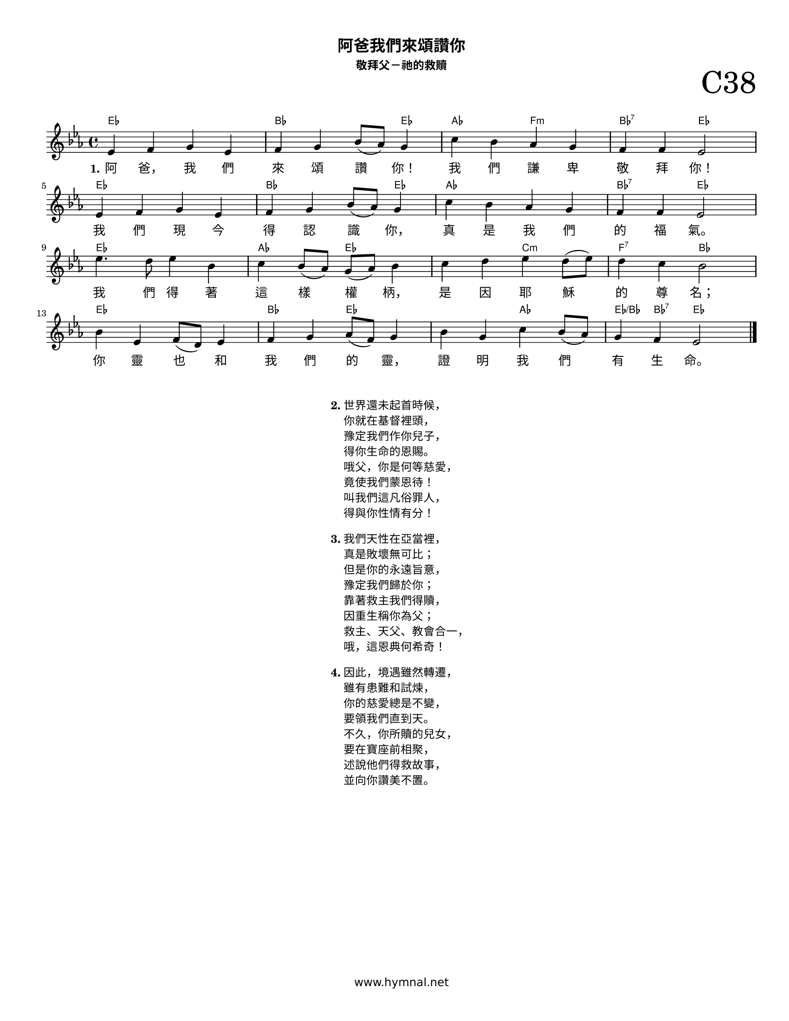 阿爸我們來頌讚你
敬拜父－祂的救贖
C38
E♭ B♭ E♭ A♭ Fm B♭7 E♭
1. 阿 爸， 我 們 來 頌 讚 你！ 我 們 謙 卑 敬 拜 你！
5 E♭ B♭ E♭ A♭ B♭7 E♭
我 們 現 今 得 認 識 你， 真 是 我 們 的 福 氣。
9 E♭ A♭ E♭ Cm F7 B♭
我 們 得 著 這 樣 權 柄， 是 因 耶 穌 的 尊 名；
13 E♭ B♭ E♭ A♭ E♭/B♭ B♭7 E♭
你 靈 也 和 我 們 的 靈， 證 明 我 們 有 生 命。
2. 世界還未起首時候，
你就在基督裡頭，
豫定我們作你兒子，
得你生命的恩賜。
哦父，你是何等慈愛，
竟使我們蒙恩待！
叫我們這凡俗罪人，
得與你性情有分！
3. 我們天性在亞當裡，
真是敗壞無可比；
但是你的永遠旨意，
豫定我們歸於你；
靠著救主我們得贖，
因重生稱你為父；
救主、天父、教會合一，
哦，這恩典何希奇！
4. 因此，境遇雖然轉遷，
雖有患難和試煉，
你的慈愛總是不變，
要領我們直到天。
不久，你所贖的兒女，
要在寶座前相聚，
述說他們得救故事，
並向你讚美不置。
www.hymnal.net